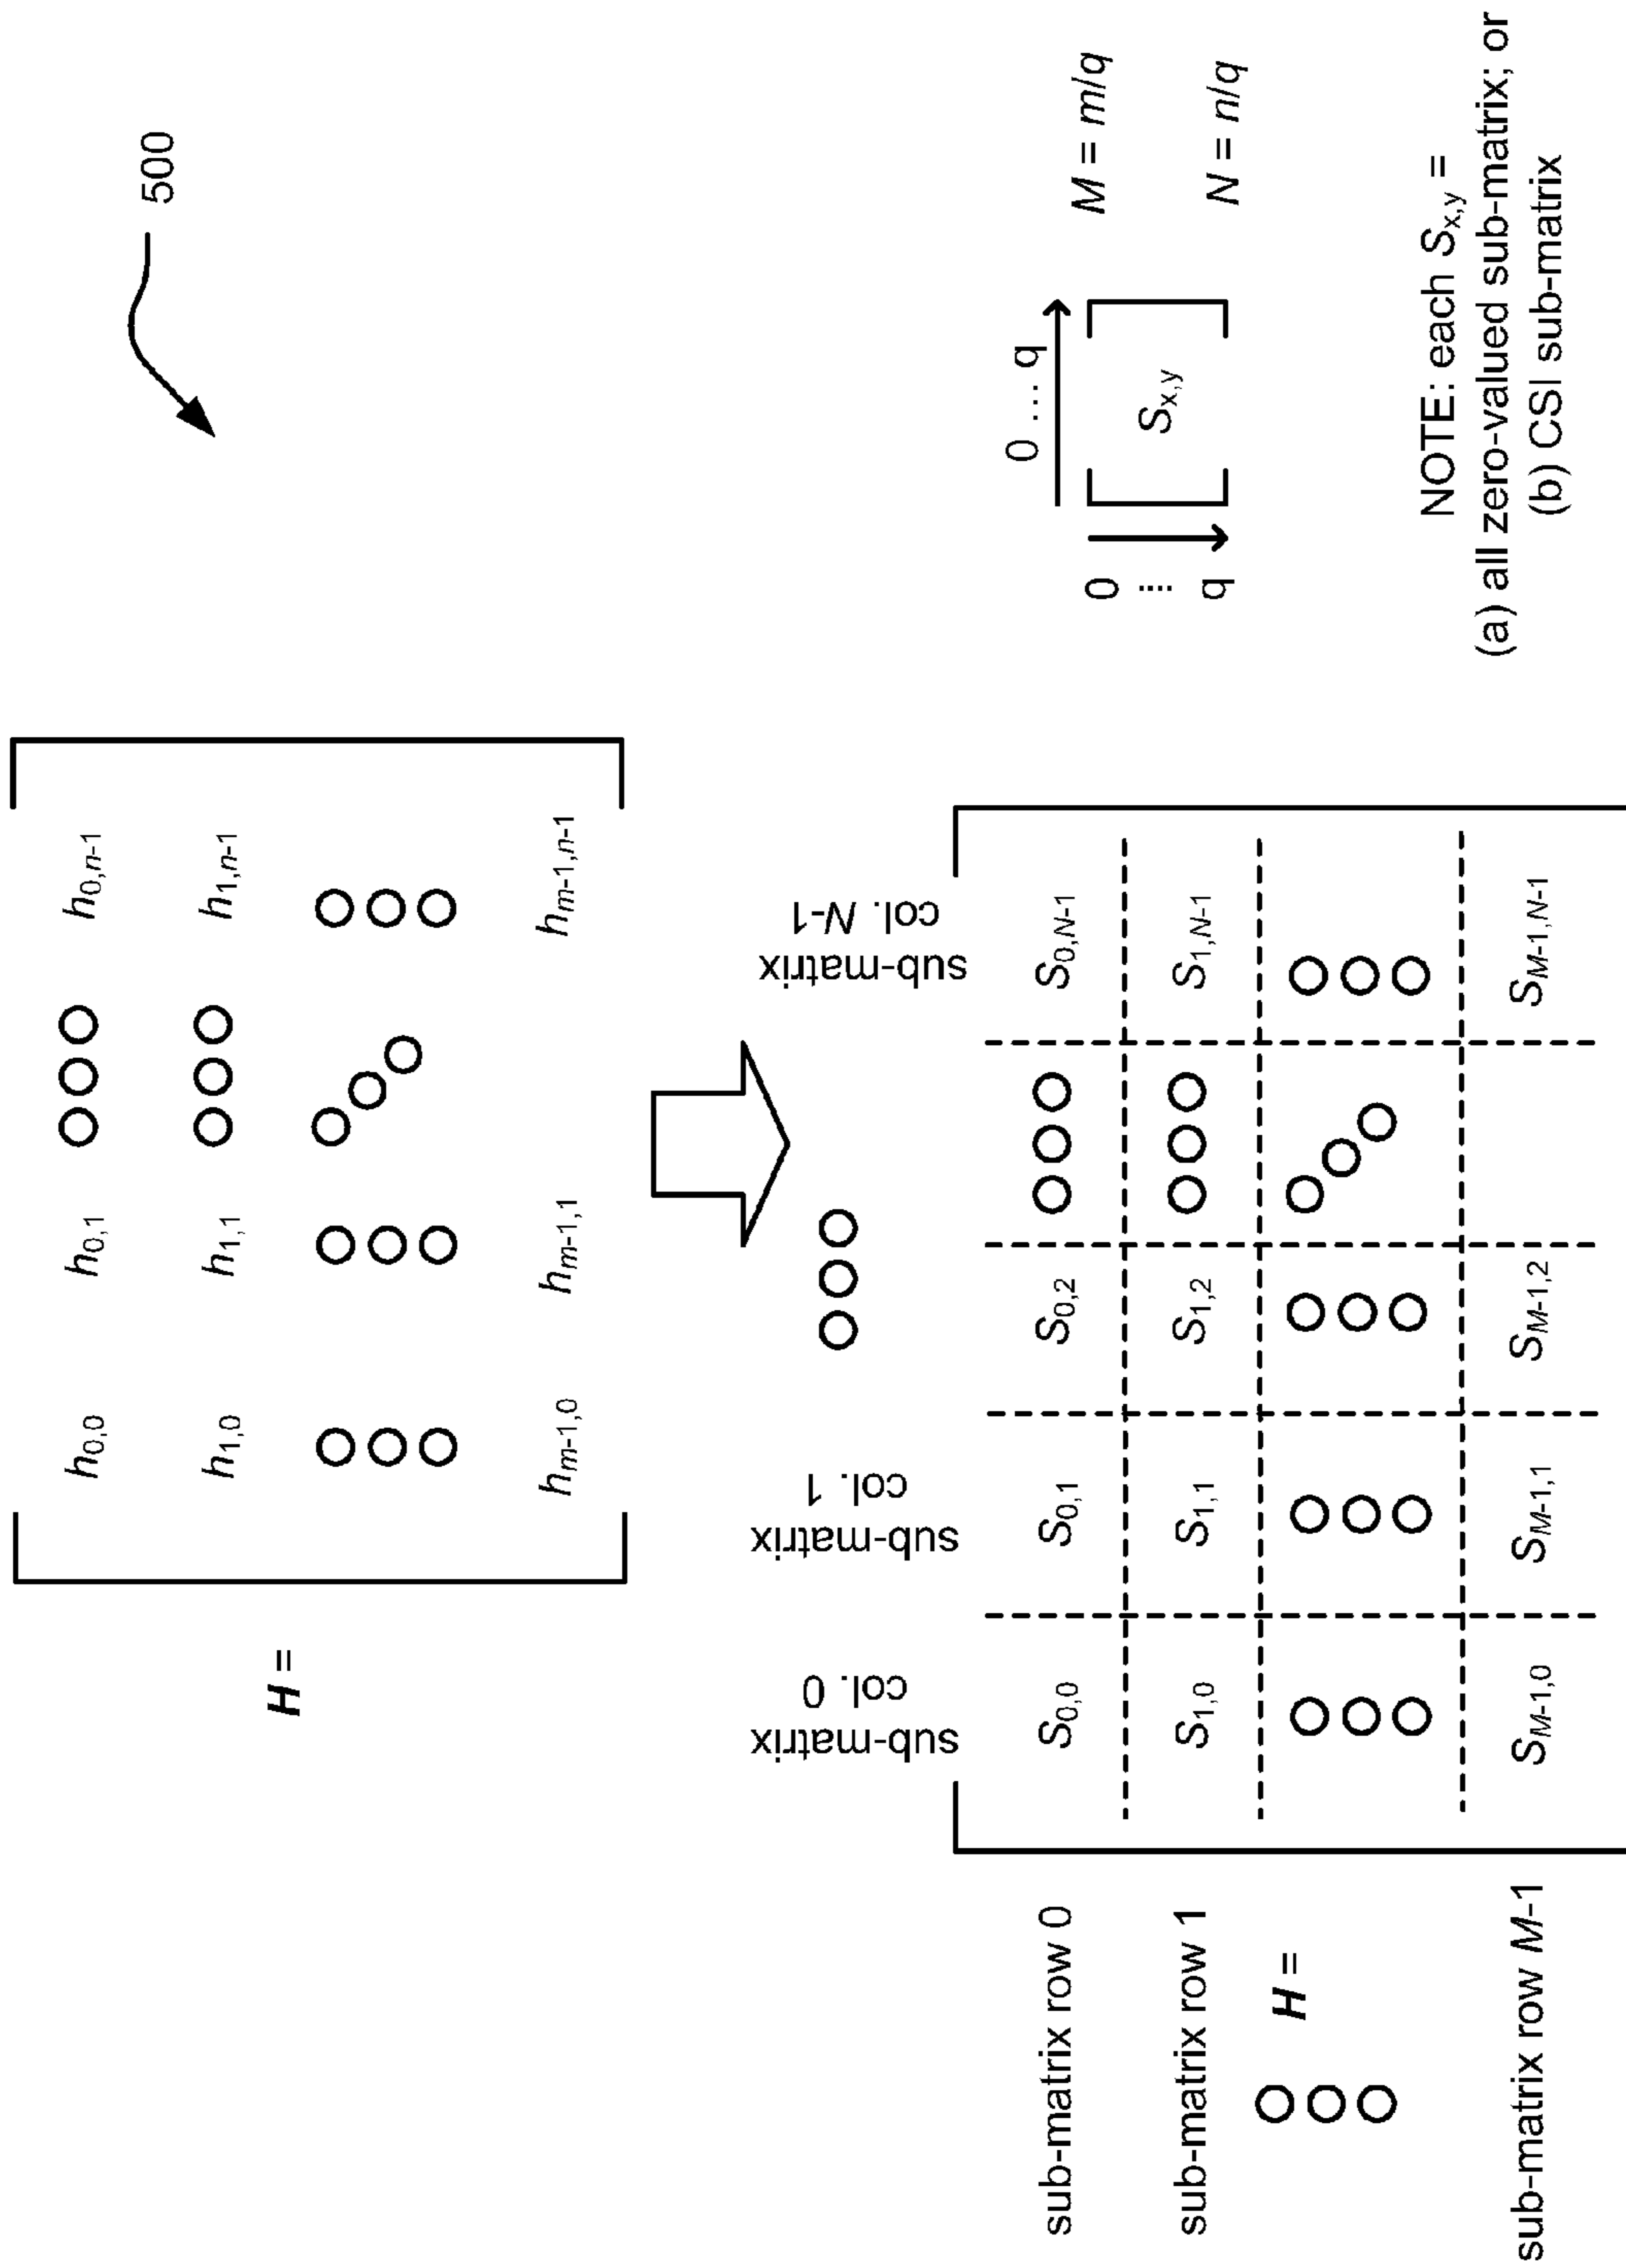 500
H =
h0,0 h0,1 h0,n-1
h1,0 h1,1 h1,n-1
hm-1,0 hm-1,1 hm-1,n-1
sub-matrix col. 0
sub-matrix col. 1
sub-matrix col. N-1
sub-matrix row 0
S0,0 S0,1 S0,2 S0,N-1
sub-matrix row 1
S1,0 S1,1 S1,2 S1,N-1
H =
sub-matrix row M-1
SM-1,0 SM-1,1 SM-1,2 SM-1,N-1
0 ... q
0
...
q
Sx,y
M = m/q
N = n/q
NOTE: each Sx,y =
(a) all zero-valued sub-matrix; or
(b) CSI sub-matrix